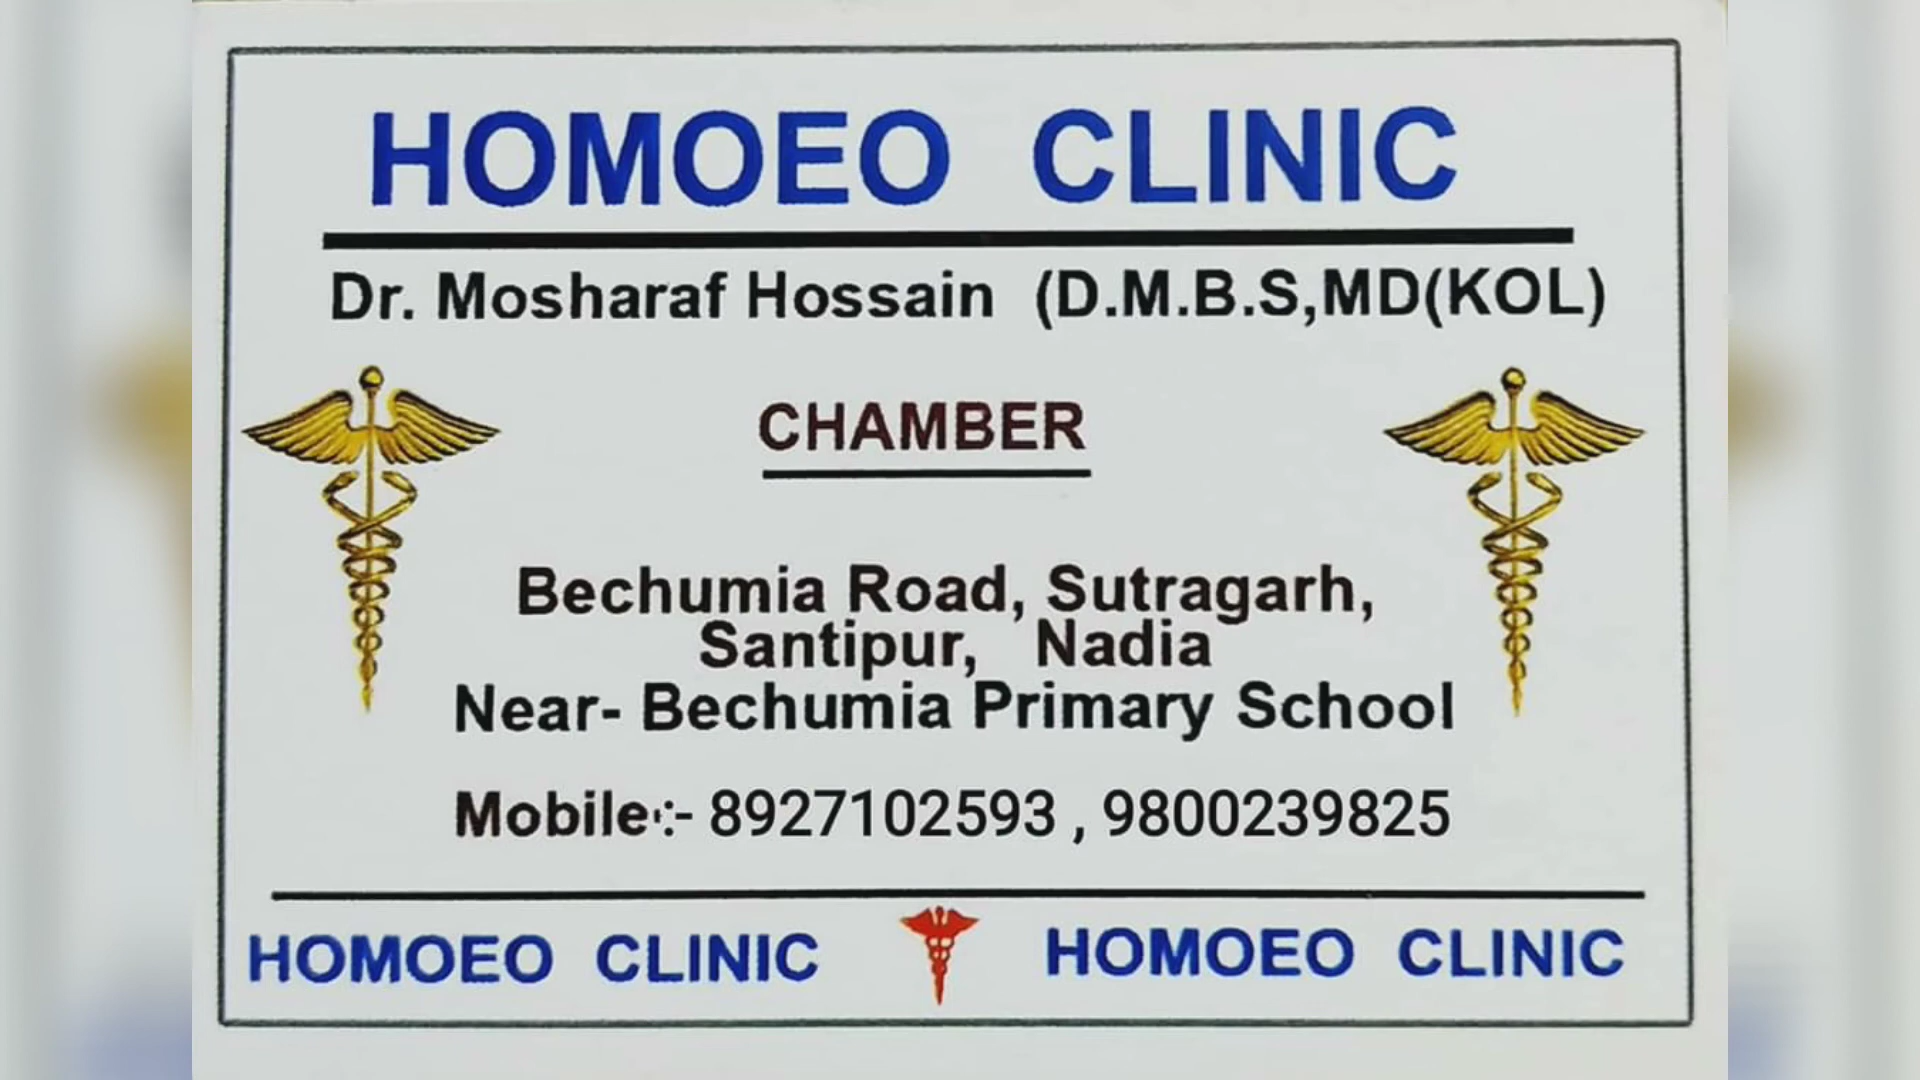 HOMOEO CLINIC
Dr. Mosharaf Hossain (D.M.B.S,MD(KOL)
CHAMBER
Bechumia Road, Sutragarh,
Santipur, Nadia
Near- Bechumia Primary School
Mobile:- 8927102593 , 9800239825
HOMOEO CLINIC HOMOEO CLINIC